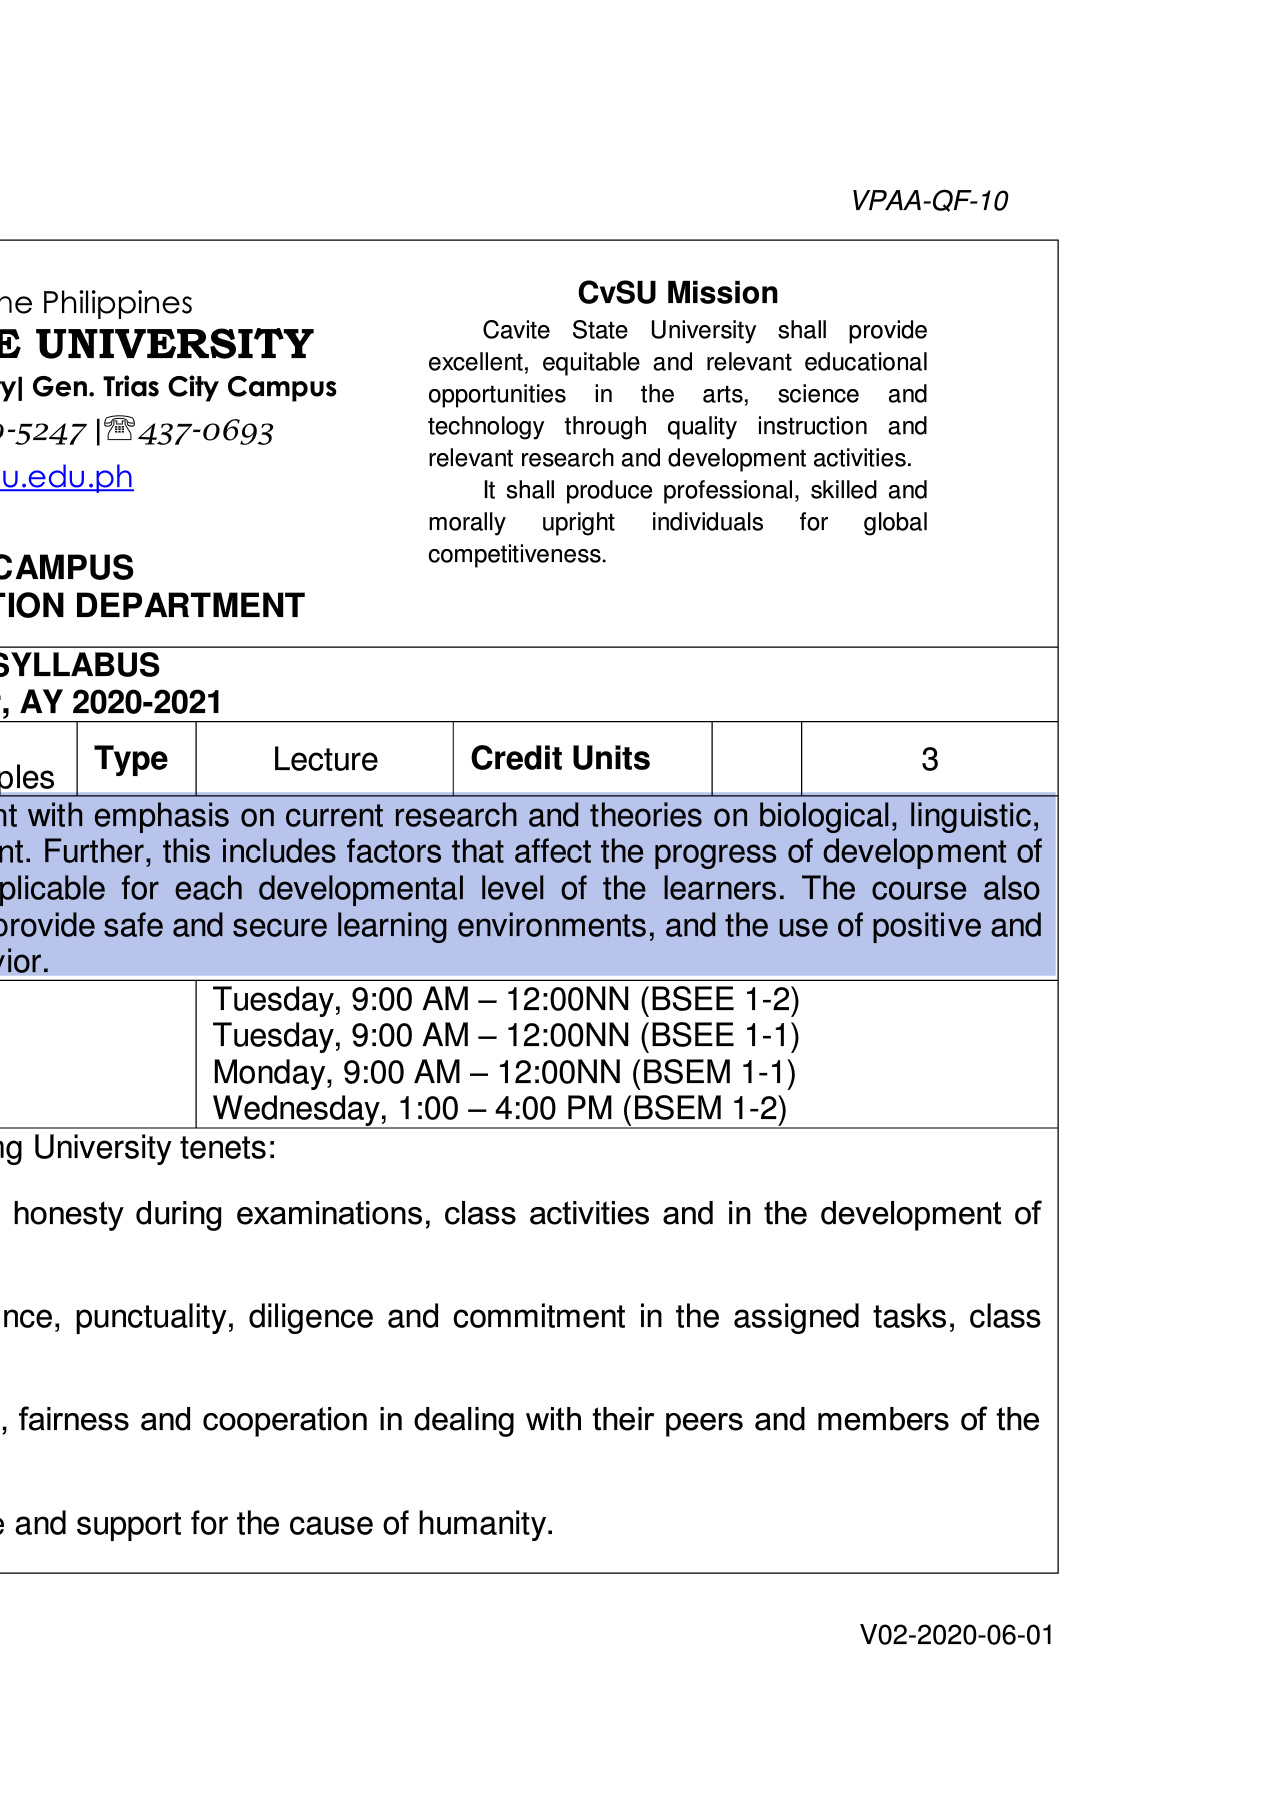 VPAA-QF-10
he Philippines
E UNIVERSITY
ty| Gen. Trias City Campus
9-5247 |☏437-0693
u.edu.ph
CAMPUS
TION DEPARTMENT
CvSU Mission
Cavite State University shall provide
excellent, equitable and relevant educational
opportunities in the arts, science and
technology through quality instruction and
relevant research and development activities.
It shall produce professional, skilled and
morally upright individuals for global
competitiveness.
SYLLABUS
, AY 2020-2021
ples
Type
Lecture
Credit Units
3
nt with emphasis on current research and theories on biological, linguistic,
nt. Further, this includes factors that affect the progress of development of
plicable for each developmental level of the learners. The course also
provide safe and secure learning environments, and the use of positive and
vior.
Tuesday, 9:00 AM – 12:00NN (BSEE 1-2)
Tuesday, 9:00 AM – 12:00NN (BSEE 1-1)
Monday, 9:00 AM – 12:00NN (BSEM 1-1)
Wednesday, 1:00 – 4:00 PM (BSEM 1-2)
ng University tenets:
honesty during examinations, class activities and in the development of
nce, punctuality, diligence and commitment in the assigned tasks, class
, fairness and cooperation in dealing with their peers and members of the
e and support for the cause of humanity.
V02-2020-06-01